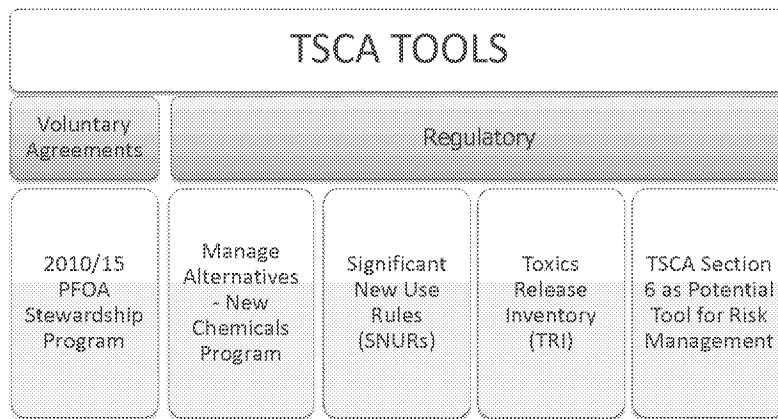 TSCA TOOLS
Voluntary
Agreements
Regulatory
2010/15
PFOA
Stewardship
Program
Manage
Alternatives
- New
Chemicals
Program
Significant
New Use
Rules
(SNURs)
Toxics
Release
Inventory
(TRI)
TSCA Section
6 as Potential
Tool for Risk
Management